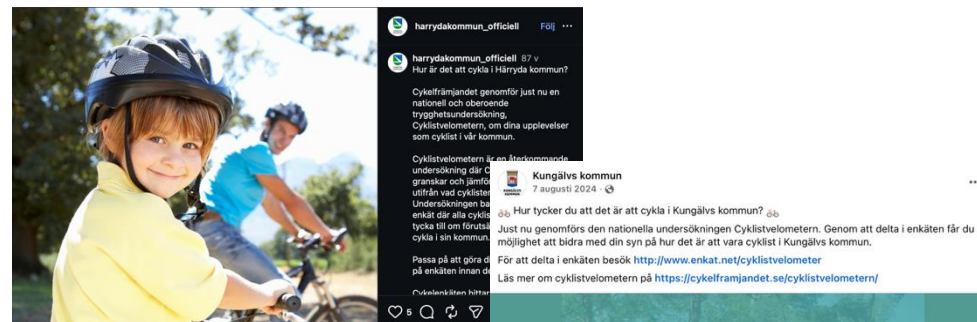 harrydakommun_officiell Följ ...
harrydakommun_officiell 87 v
Hur är det att cykla i Härryda kommun?
Cykelfrämjandet genomför just nu en
nationell och oberoende
trygghetsundersökning,
Cyklistvelometern, om dina upplevelser
som cyklist i vår kommun.
Cyklistvelometern är en återkommande
undersökning där
granskar och
utifrån vad cyklister
Undersökningen
enkät där alla
tycka till om
cykla i sin kommun.
Passa på att göra
på enkäten innan
Cykelenkäten hittar
5
Kungälvs kommun
7 augusti 2024 ·
Hur tycker du att det är att cykla i Kungälvs kommun?
Just nu genomförs den nationella undersökningen Cyklistvelometern. Genom att delta i enkäten får du
möjlighet att bidra med din syn på hur det är att vara cyklist i Kungälvs kommun.
För att delta i enkäten besök http://www.enkat.net/cyklistvelometer
Läs mer om cyklistvelometern på https://cykelframjandet.se/cyklistvelometern/